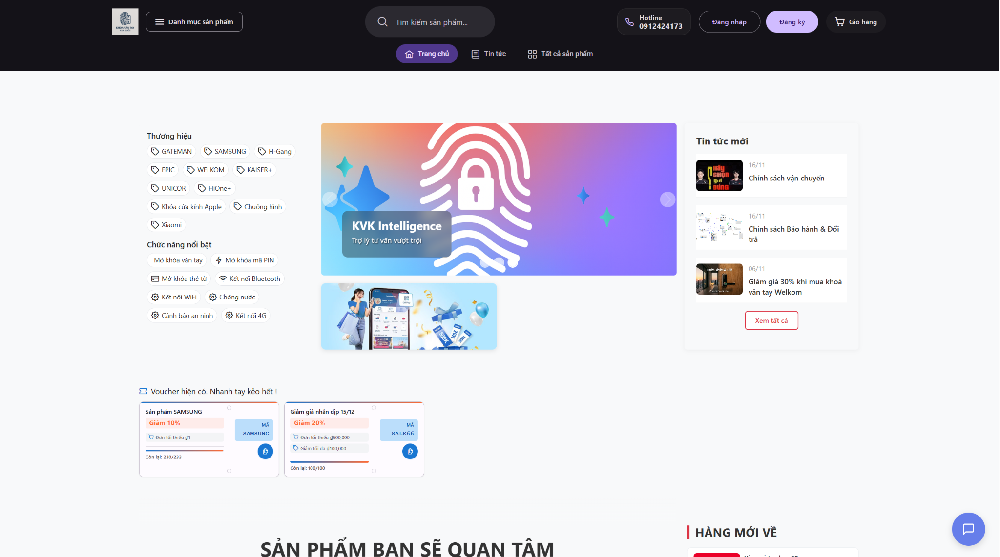 KHÓA VÂN TAY
HÀN QUỐC
Danh mục sản phẩm
Tìm kiếm sản phẩm...
Hotline
0912424173
Đăng nhập
Đăng ký
Giỏ hàng
Trang chủ
Tin tức
Tất cả sản phẩm
Thương hiệu
GATEMAN
SAMSUNG
H-Gang
EPIC
WELKOM
KAISER+
UNICOR
HiOne+
Khóa cửa kính Apple
Chuông hình
Xiaomi
Chức năng nổi bật
Mở khóa vân tay
Mở khóa mã PIN
Mở khóa thẻ từ
Kết nối Bluetooth
Kết nối WiFi
Chống nước
Cảnh báo an ninh
Kết nối 4G
KVK Intelligence
Trợ lý tư vấn vượt trội
QR Pay
500K
20K
100K
Tin tức mới
Hãy
chọn
giá
đúng
16/11
Chính sách vận chuyển
16/11
Chính sách Bảo hành & Đổi
trả
06/11
GIảm giá 30% khi mua khoá
vân tay Welkom
Xem tất cả
Voucher hiện có. Nhanh tay kẻo hết !
Sản phẩm SAMSUNG
Giảm 10%
Đơn tối thiểu ₫1
Còn lại: 230/233
MÃ
SAMSUNG
Giảm giá nhân dịp 15/12
Giảm 20%
Đơn tối thiểu ₫500,000
Giảm tối đa ₫100,000
Còn lại: 100/100
MÃ
SALE66
SẢN PHẨM BẠN SẼ QUAN TÂM
HÀNG MỚI VỀ